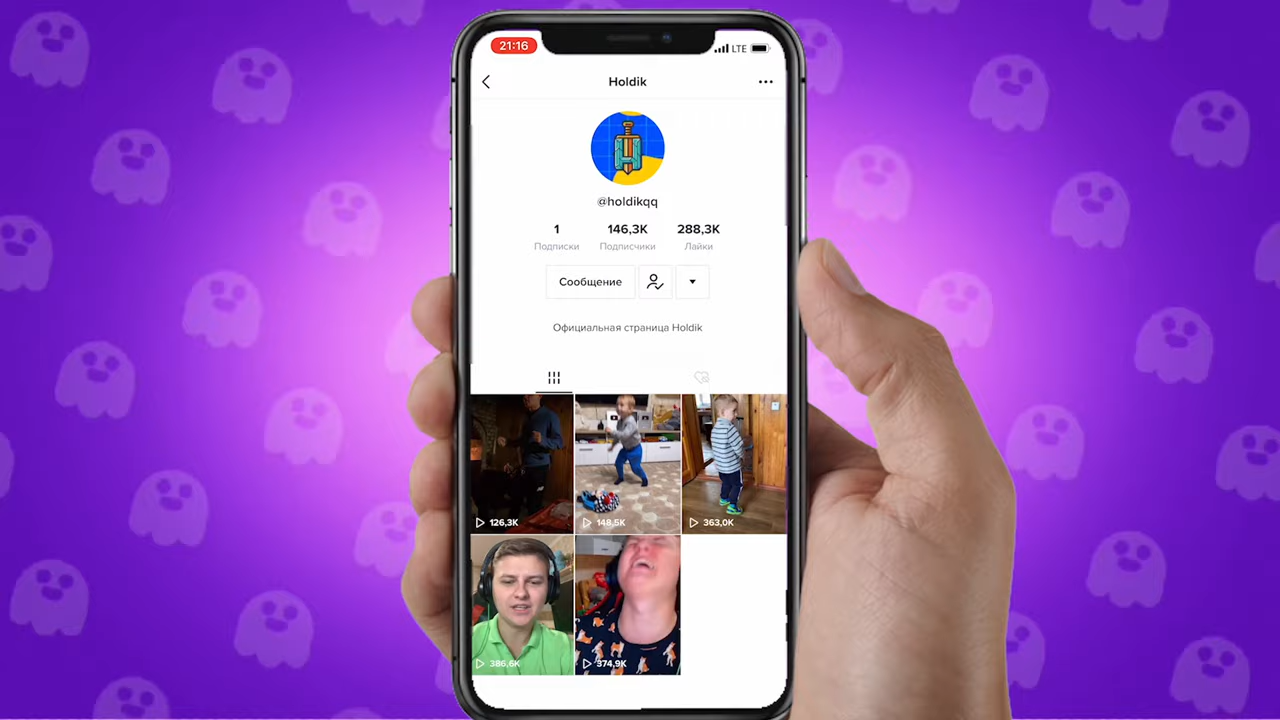 21:16
LTE
Holdik
@holdikqq
1 146,3K 288,3K
Подписки Подписчики Лайки
Сообщение
Официальная страница Holdik
126,3K 148,5K 363,0K
386,6K 374,9K